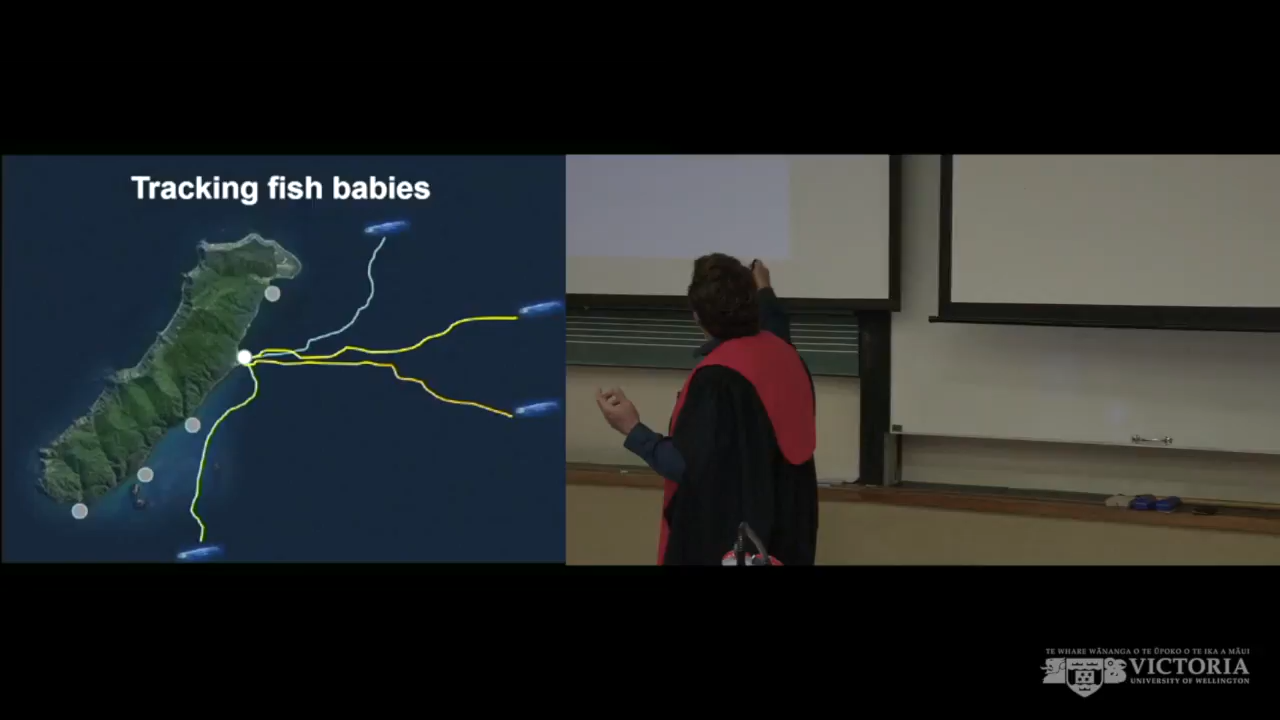 Tracking fish babies
TE WHARE WĀNANGA O TE ŪPOKO O TE IKA A MĀUI
VICTORIA
UNIVERSITY OF WELLINGTON